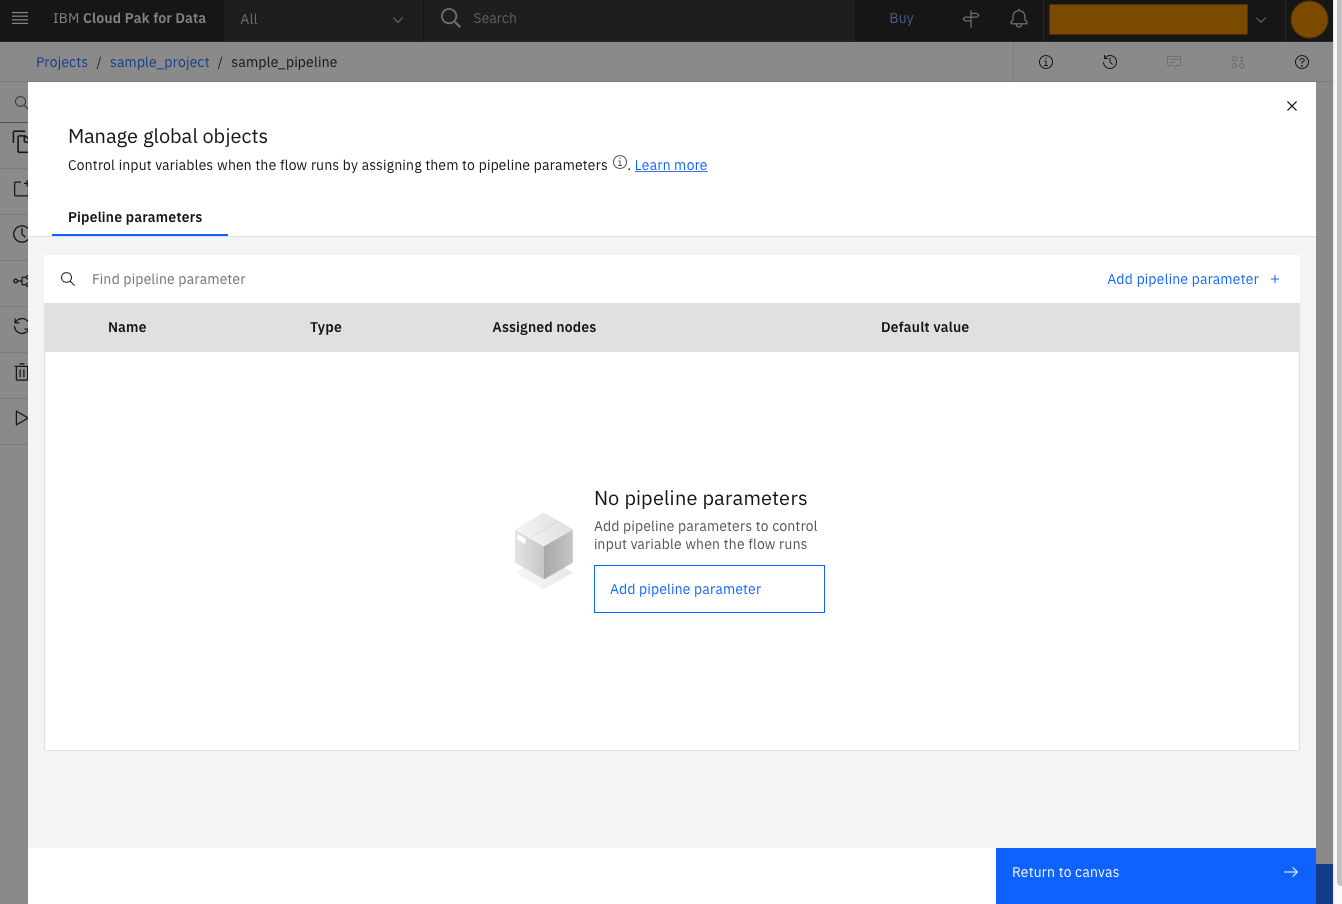 IBM Cloud Pak for Data All Search Buy
Projects / sample_project / sample_pipeline
Manage global objects
Control input variables when the flow runs by assigning them to pipeline parameters . Learn more
Pipeline parameters
Find pipeline parameter Add pipeline parameter +
Name Type Assigned nodes Default value
No pipeline parameters
Add pipeline parameters to control
input variable when the flow runs
Add pipeline parameter
Return to canvas